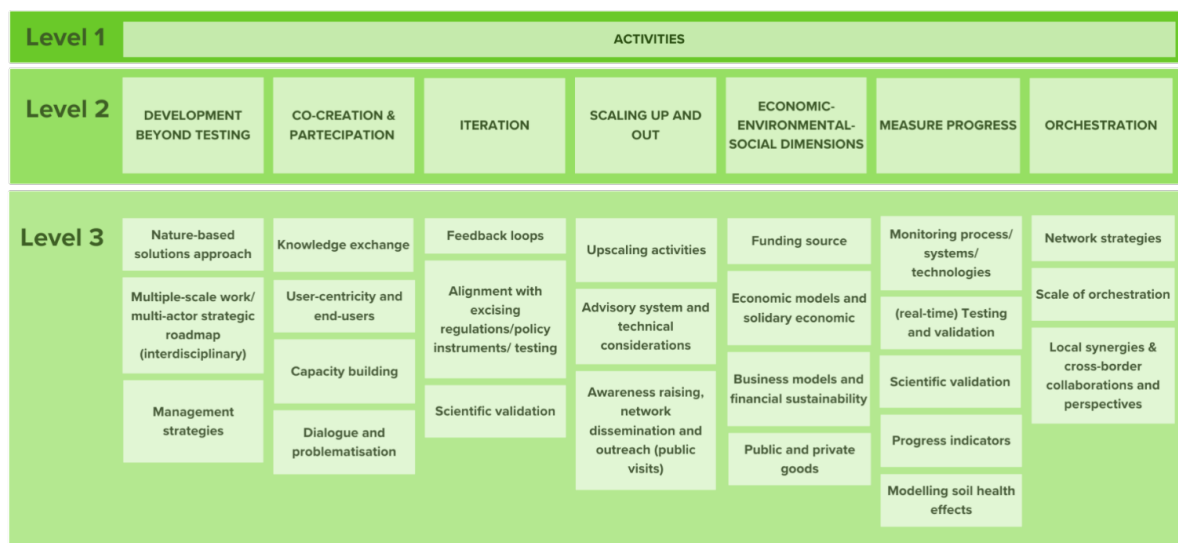 Level 1
ACTIVITIES
Level 2
DEVELOPMENT
BEYOND TESTING
CO-CREATION &
PARTECIPATION
ITERATION
SCALING UP AND
OUT
ECONOMIC-
ENVIRONMENTAL-
SOCIAL DIMENSIONS
MEASURE PROGRESS
ORCHESTRATION
Level 3
Nature-based
solutions approach
Multiple-scale work/
multi-actor strategic
roadmap
(interdisciplinary)
Management
strategies
Knowledge exchange
User-centricity and
end-users
Capacity building
Dialogue and
problematisation
Feedback loops
Alignment with
excising
regulations/policy
instruments/ testing
Scientific validation
Upscaling activities
Advisory system and
technical
considerations
Awareness raising,
network
dissemination and
outreach (public
visits)
Funding source
Economic models and
solidary economic
Business models and
financial sustainability
Public and private
goods
Monitoring process/
systems/
technologies
(real-time) Testing
and validation
Scientific validation
Progress indicators
Modelling soil health
effects
Network strategies
Scale of orchestration
Local synergies &
cross-border
collaborations and
perspectives